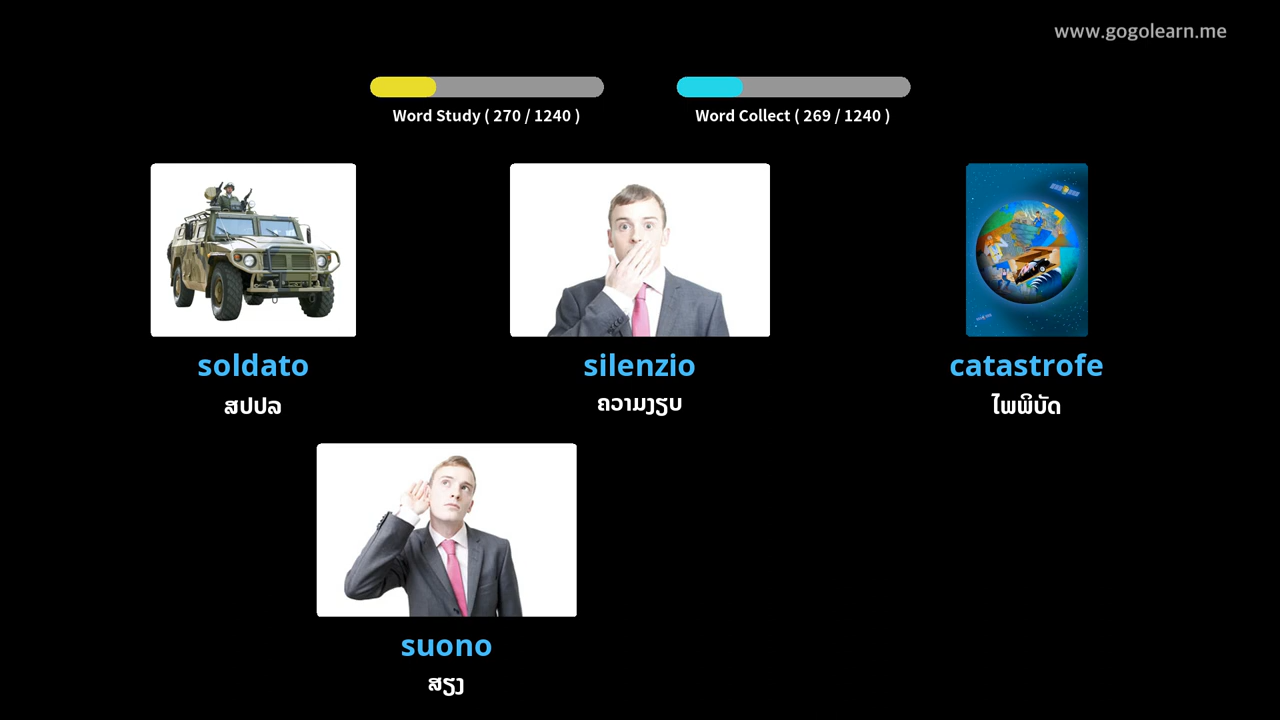 www.gogolearn.me
Word Study ( 270 / 1240 )
Word Collect ( 269 / 1240 )
soldato
ສປປລ
silenzio
ຄວາມງຽບ
catastrofe
ໄພພິບັດ
suono
ສຽງ